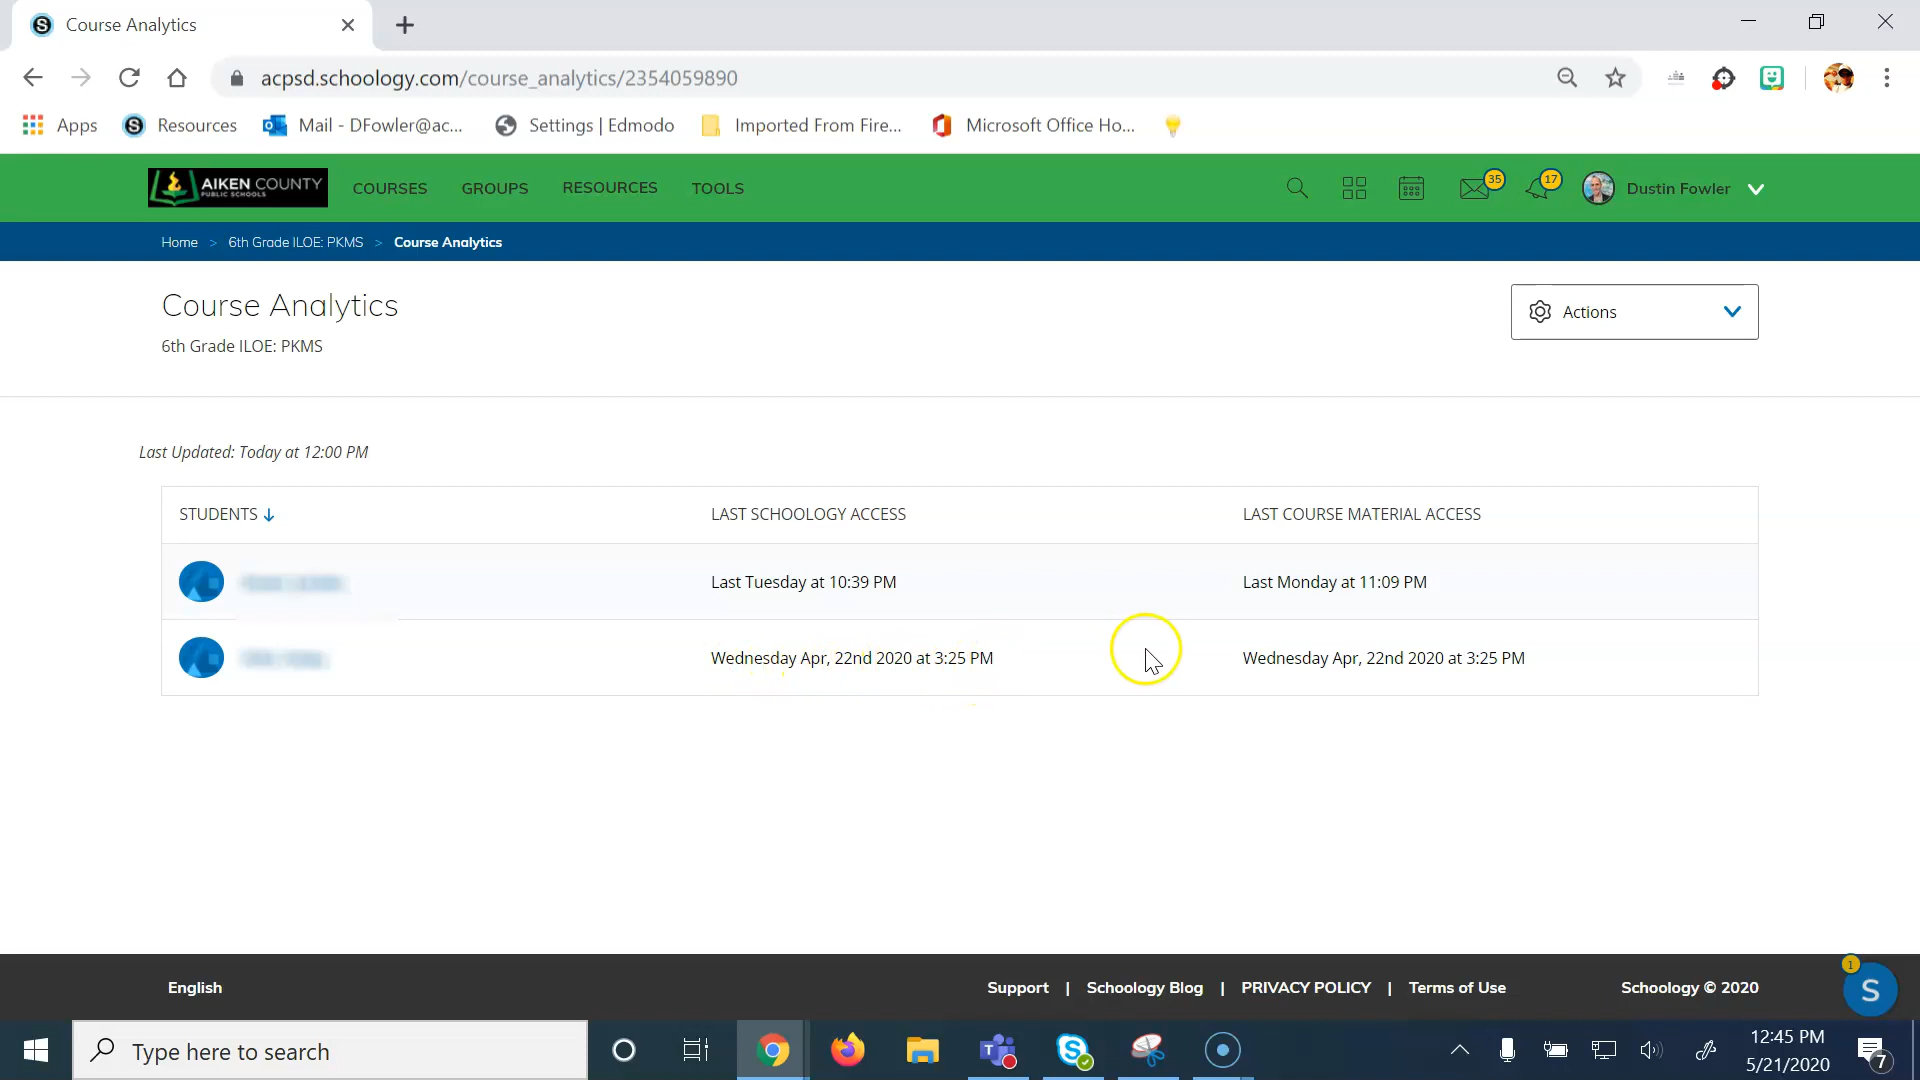 Course Analytics
acpsd.schoology.com/course_analytics/2354059890
Apps Resources Mail - DFowler@ac... Settings | Edmodo Imported From Fire... Microsoft Office Ho...
AIKEN COUNTY
PUBLIC SCHOOLS
COURSES GROUPS RESOURCES TOOLS 35 17 Dustin Fowler
Home > 6th Grade ILOE: PKMS > Course Analytics
Course Analytics
Actions
6th Grade ILOE: PKMS
Last Updated: Today at 12:00 PM
STUDENTS LAST SCHOOLOGY ACCESS LAST COURSE MATERIAL ACCESS
Last Tuesday at 10:39 PM Last Monday at 11:09 PM
Wednesday Apr, 22nd 2020 at 3:25 PM Wednesday Apr, 22nd 2020 at 3:25 PM
English Support | Schoology Blog | PRIVACY POLICY | Terms of Use Schoology © 2020
1
S
Type here to search
12:45 PM
5/21/2020
7